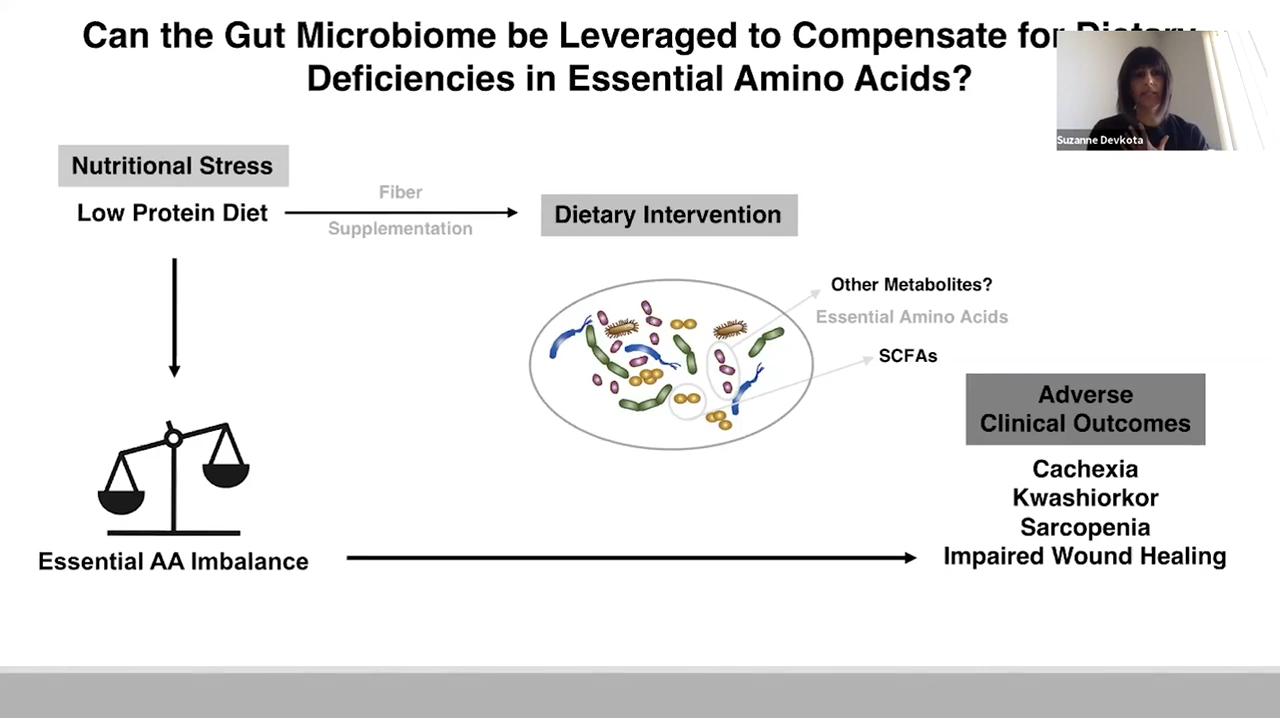 Can the Gut Microbiome be Leveraged to Compensate for Dietary
Deficiencies in Essential Amino Acids?
Suzanne Devkota
Nutritional Stress
Low Protein Diet
Fiber
Supplementation
Dietary Intervention
Other Metabolites?
Essential Amino Acids
SCFAs
Adverse
Clinical Outcomes
Cachexia
Kwashiorkor
Sarcopenia
Impaired Wound Healing
Essential AA Imbalance